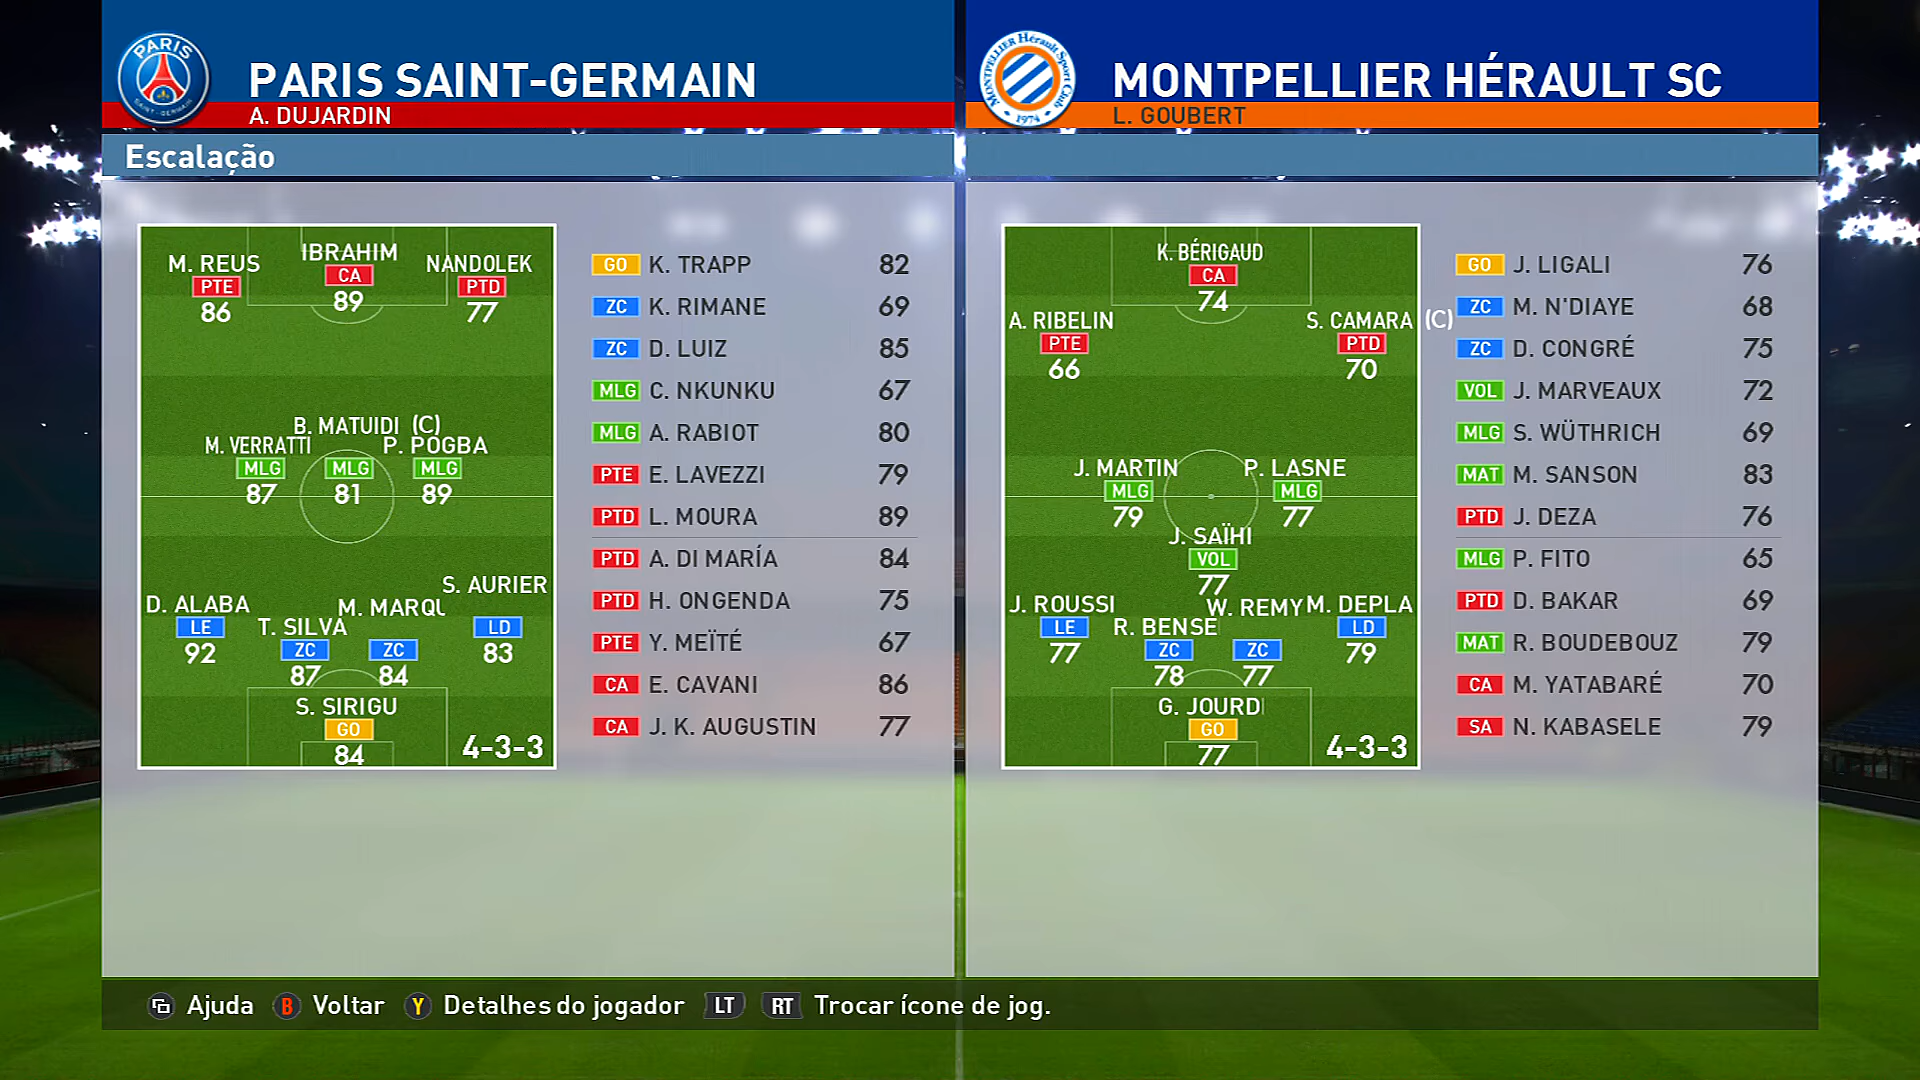 PARIS SAINT-GERMAIN
A. DUJARDIN
Escalação
M. REUS
PTE
86
IBRAHIM
CA
89
NANDOLEK
PTD
77
B. MATUIDI (C)
MLG
81
M. VERRATTI
MLG
87
P. POGBA
MLG
89
D. ALABA
LE
92
T. SILVA
ZC
87
M. MARQU
ZC
84
S. AURIER
LD
83
S. SIRIGU
GO
84
4-3-3
GO K. TRAPP 82
ZC K. RIMANE 69
ZC D. LUIZ 85
MLG C. NKUNKU 67
MLG A. RABIOT 80
PTE E. LAVEZZI 79
PTD L. MOURA 89
PTD A. DI MARÍA 84
PTD H. ONGENDA 75
PTE Y. MEÏTÉ 67
CA E. CAVANI 86
CA J. K. AUGUSTIN 77
MONTPELLIER HÉRAULT SC
L. GOUBERT
K. BÉRIGAUD
CA
74
A. RIBELIN
PTE
66
S. CAMARA (C)
PTD
70
J. MARTIN
MLG
79
P. LASNE
MLG
77
J. SAÏHI
VOL
77
J. ROUSSI
LE
77
R. BENSE
ZC
78
W. REMY
ZC
77
M. DEPLA
LD
79
G. JOURD
GO
77
4-3-3
GO J. LIGALI 76
ZC M. N'DIAYE 68
ZC D. CONGRÉ 75
VOL J. MARVEAUX 72
MLG S. WÜTHRICH 69
MAT M. SANSON 83
PTD J. DEZA 76
MLG P. FITO 65
PTD D. BAKAR 69
MAT R. BOUDEBOUZ 79
CA M. YATABARÉ 70
SA N. KABASELE 79
PARIS
SAINT-GERMAIN
MONTPELLIER Hérault Sport Club
1974
Ajuda B Voltar Y Detalhes do jogador LT RT Trocar ícone de jog.